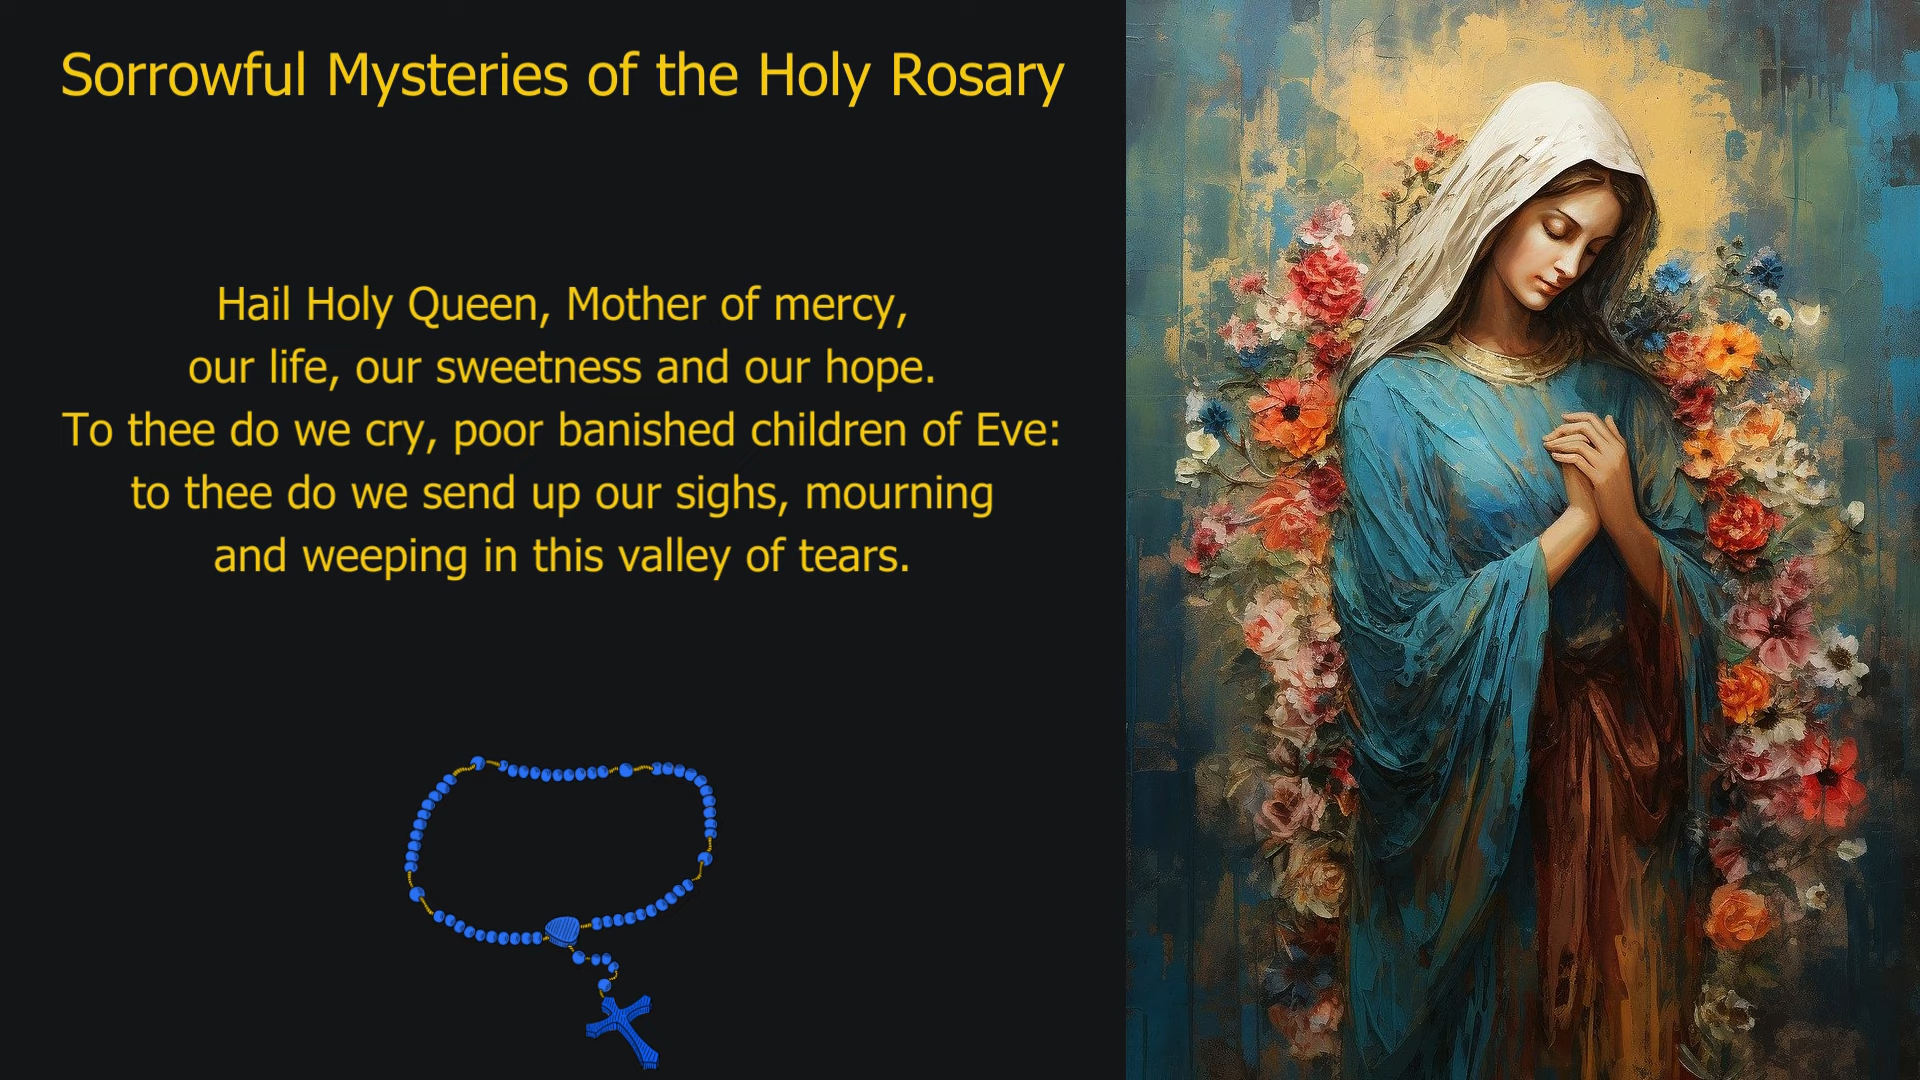 Sorrowful Mysteries of the Holy Rosary
Hail Holy Queen, Mother of mercy,
our life, our sweetness and our hope.
To thee do we cry, poor banished children of Eve:
to thee do we send up our sighs, mourning
and weeping in this valley of tears.